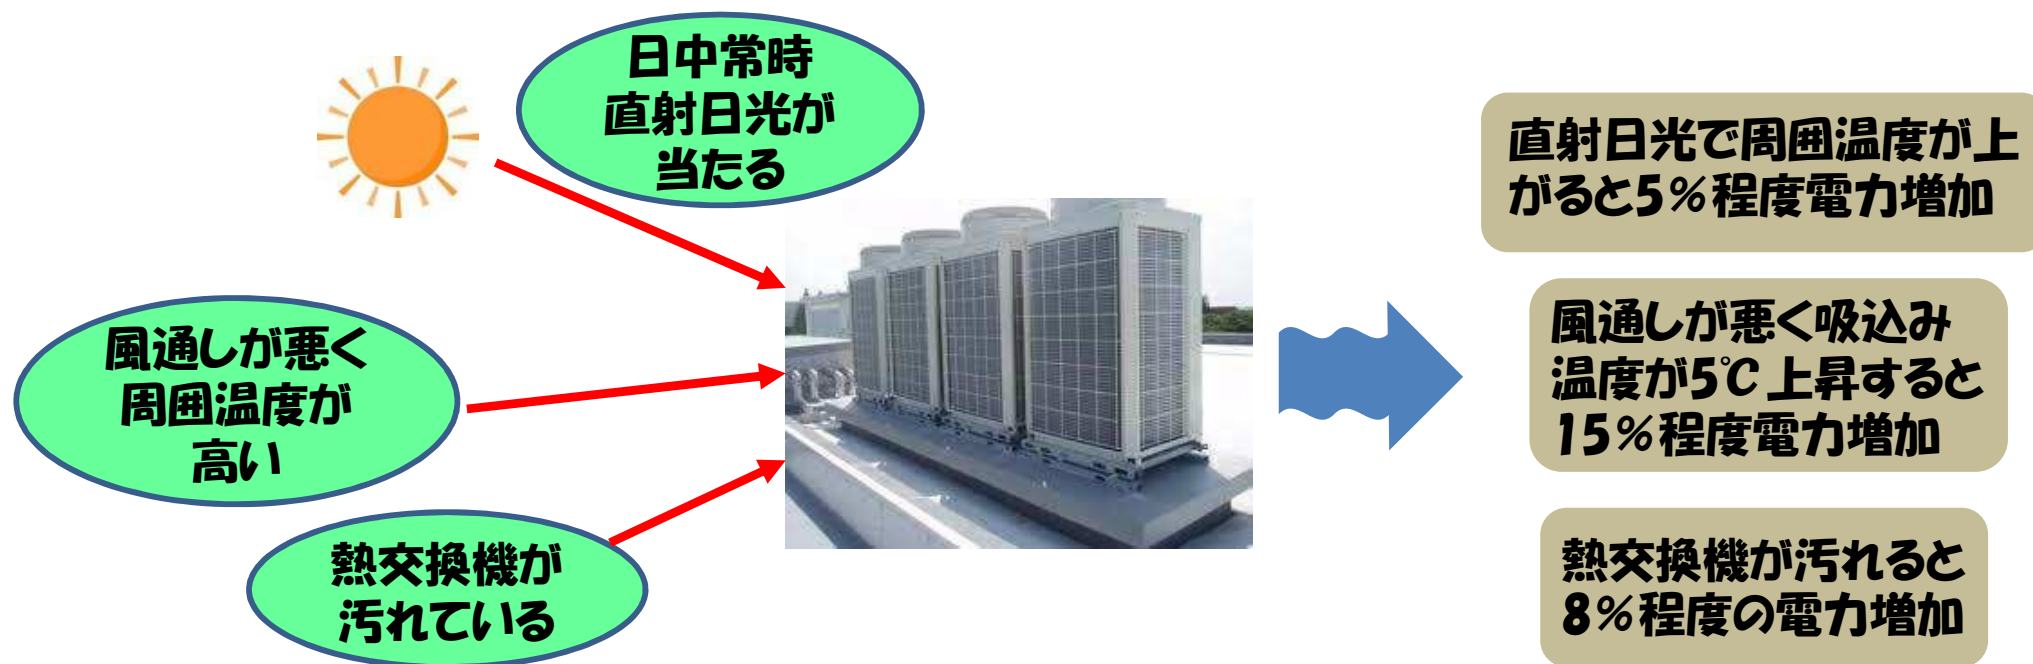 日中常時
直射日光が
当たる
風通しが悪く
周囲温度が
高い
熱交換機が
汚れている
直射日光で周囲温度が上
がると5%程度電力増加
風通しが悪く吸込み
温度が5℃上昇すると
15%程度電力増加
熱交換機が汚れると
8%程度の電力増加